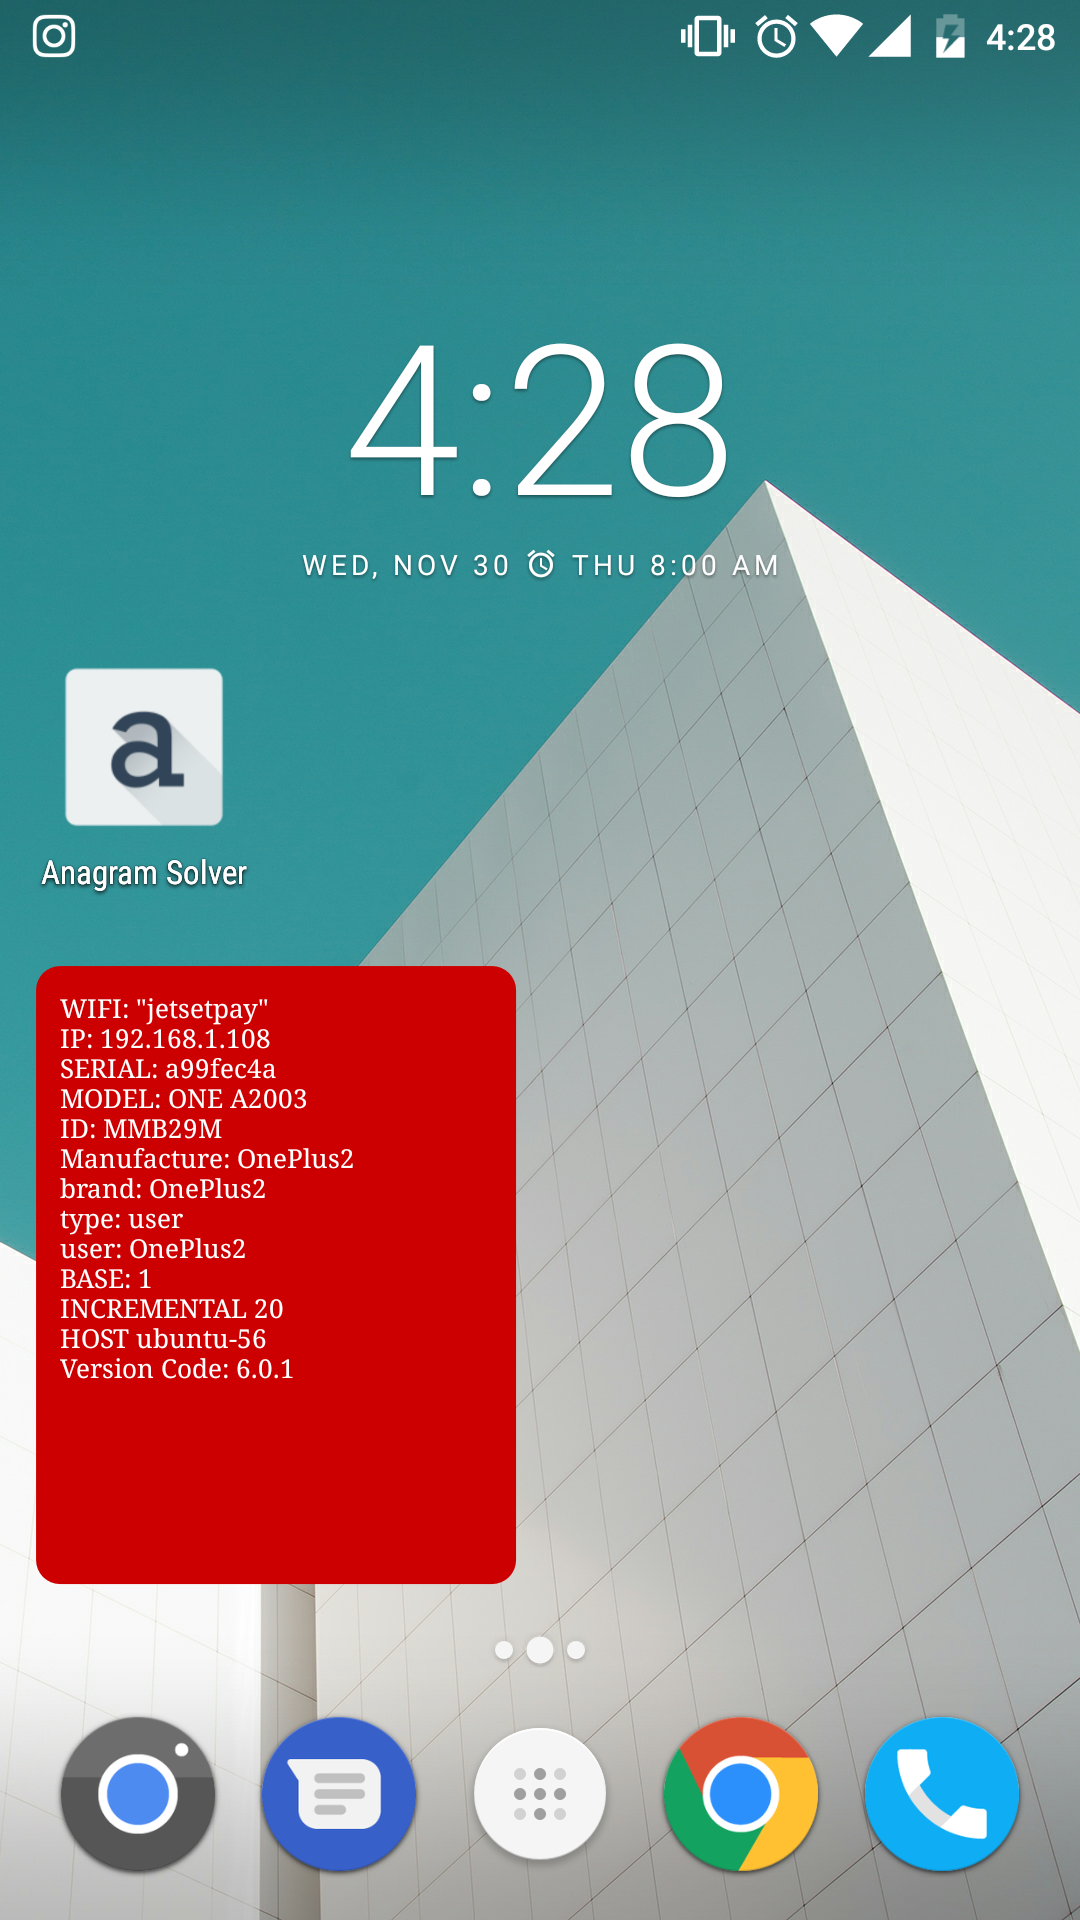 4:28
4:28
WED, NOV 30 THU 8:00 AM
a
Anagram Solver
WIFI: "jetsetpay"
IP: 192.168.1.108
SERIAL: a99fec4a
MODEL: ONE A2003
ID: MMB29M
Manufacture: OnePlus2
brand: OnePlus2
type: user
user: OnePlus2
BASE: 1
INCREMENTAL 20
HOST ubuntu-56
Version Code: 6.0.1